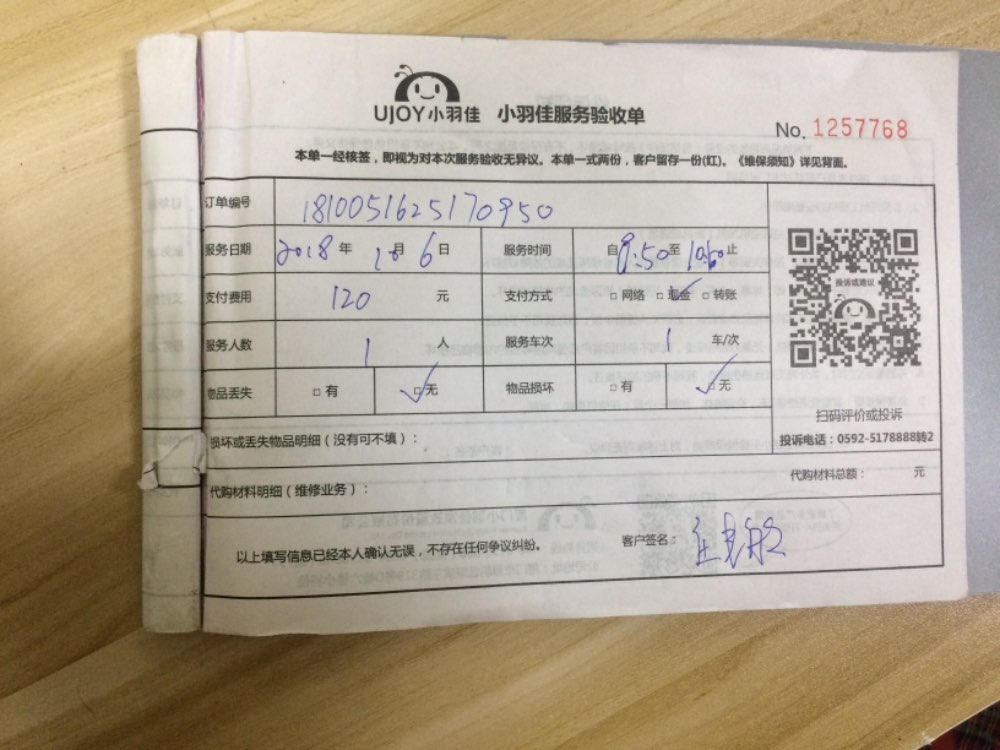 UJOY小羽佳 小羽佳服务验收单
No. 1257768
本单一经核签，即视为对本次服务验收无异议。本单一式两份，客户留存一份(红)。《维保须知》详见背面。
订单编号 1810051625170950
服务日期 2018年 10月 6日 服务时间 自 至 止
支付费用 120 元 支付方式 □网络 □现金 □转账
服务人数 1 人 服务车次 1 车/次
物品丢失 □有 □无 物品损坏 □有 □无
投诉或建议
扫码评价或投诉
投诉电话：0592-5178888转2
损坏或丢失物品明细（没有可不填）：
代购材料明细（维修业务）： 代购材料总额： 元
以上填写信息已经本人确认无误，不存在任何争议纠纷。 客户签名：